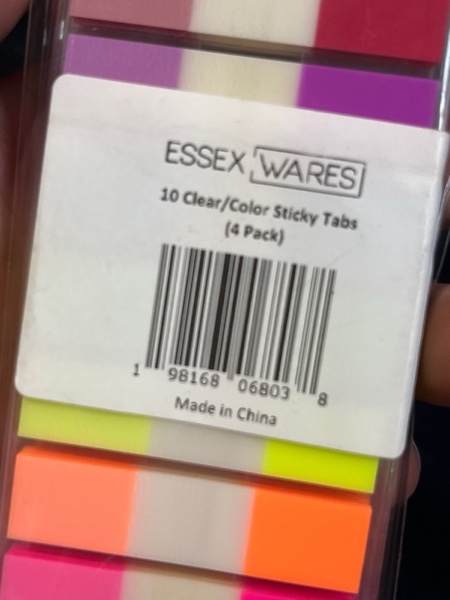 ESSEX WARES
10 Clear/Color Sticky Tabs
(4 Pack)
1 98168 06803 8
Made in China